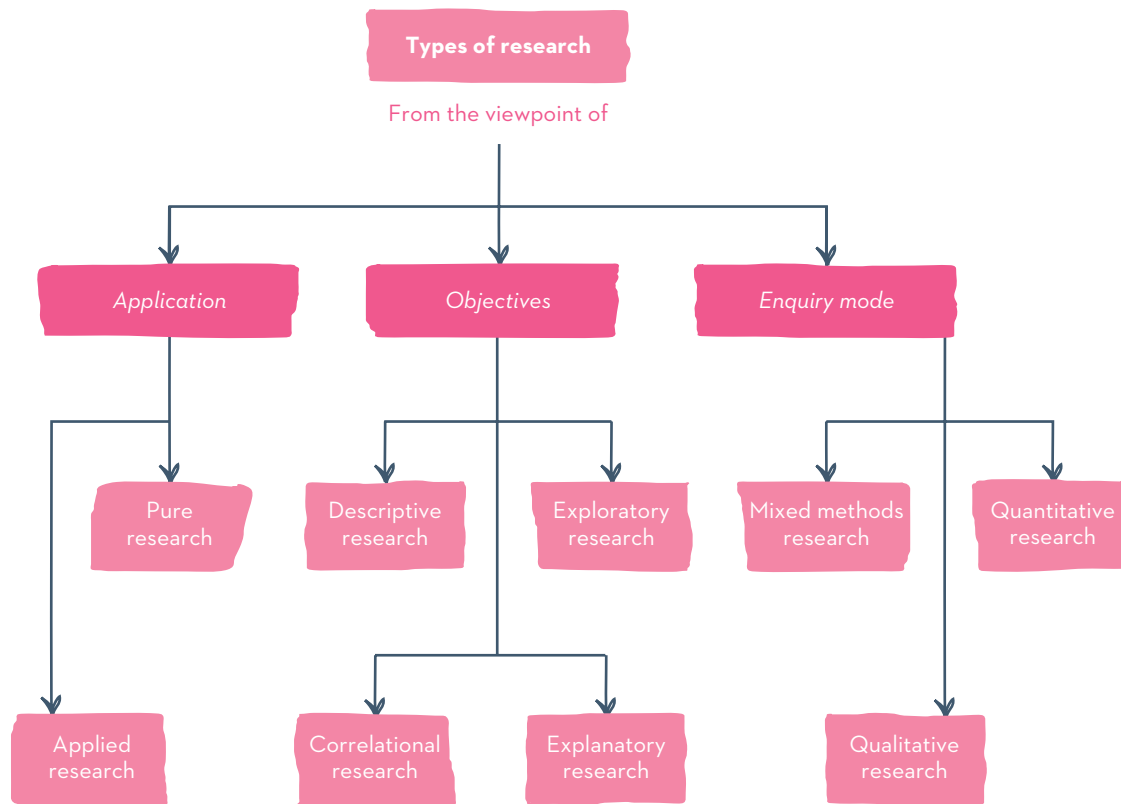 Types of research
From the viewpoint of
Application
Objectives
Enquiry mode
Pure
research
Descriptive
research
Exploratory
research
Mixed methods
research
Quantitative
research
Applied
research
Correlational
research
Explanatory
research
Qualitative
research